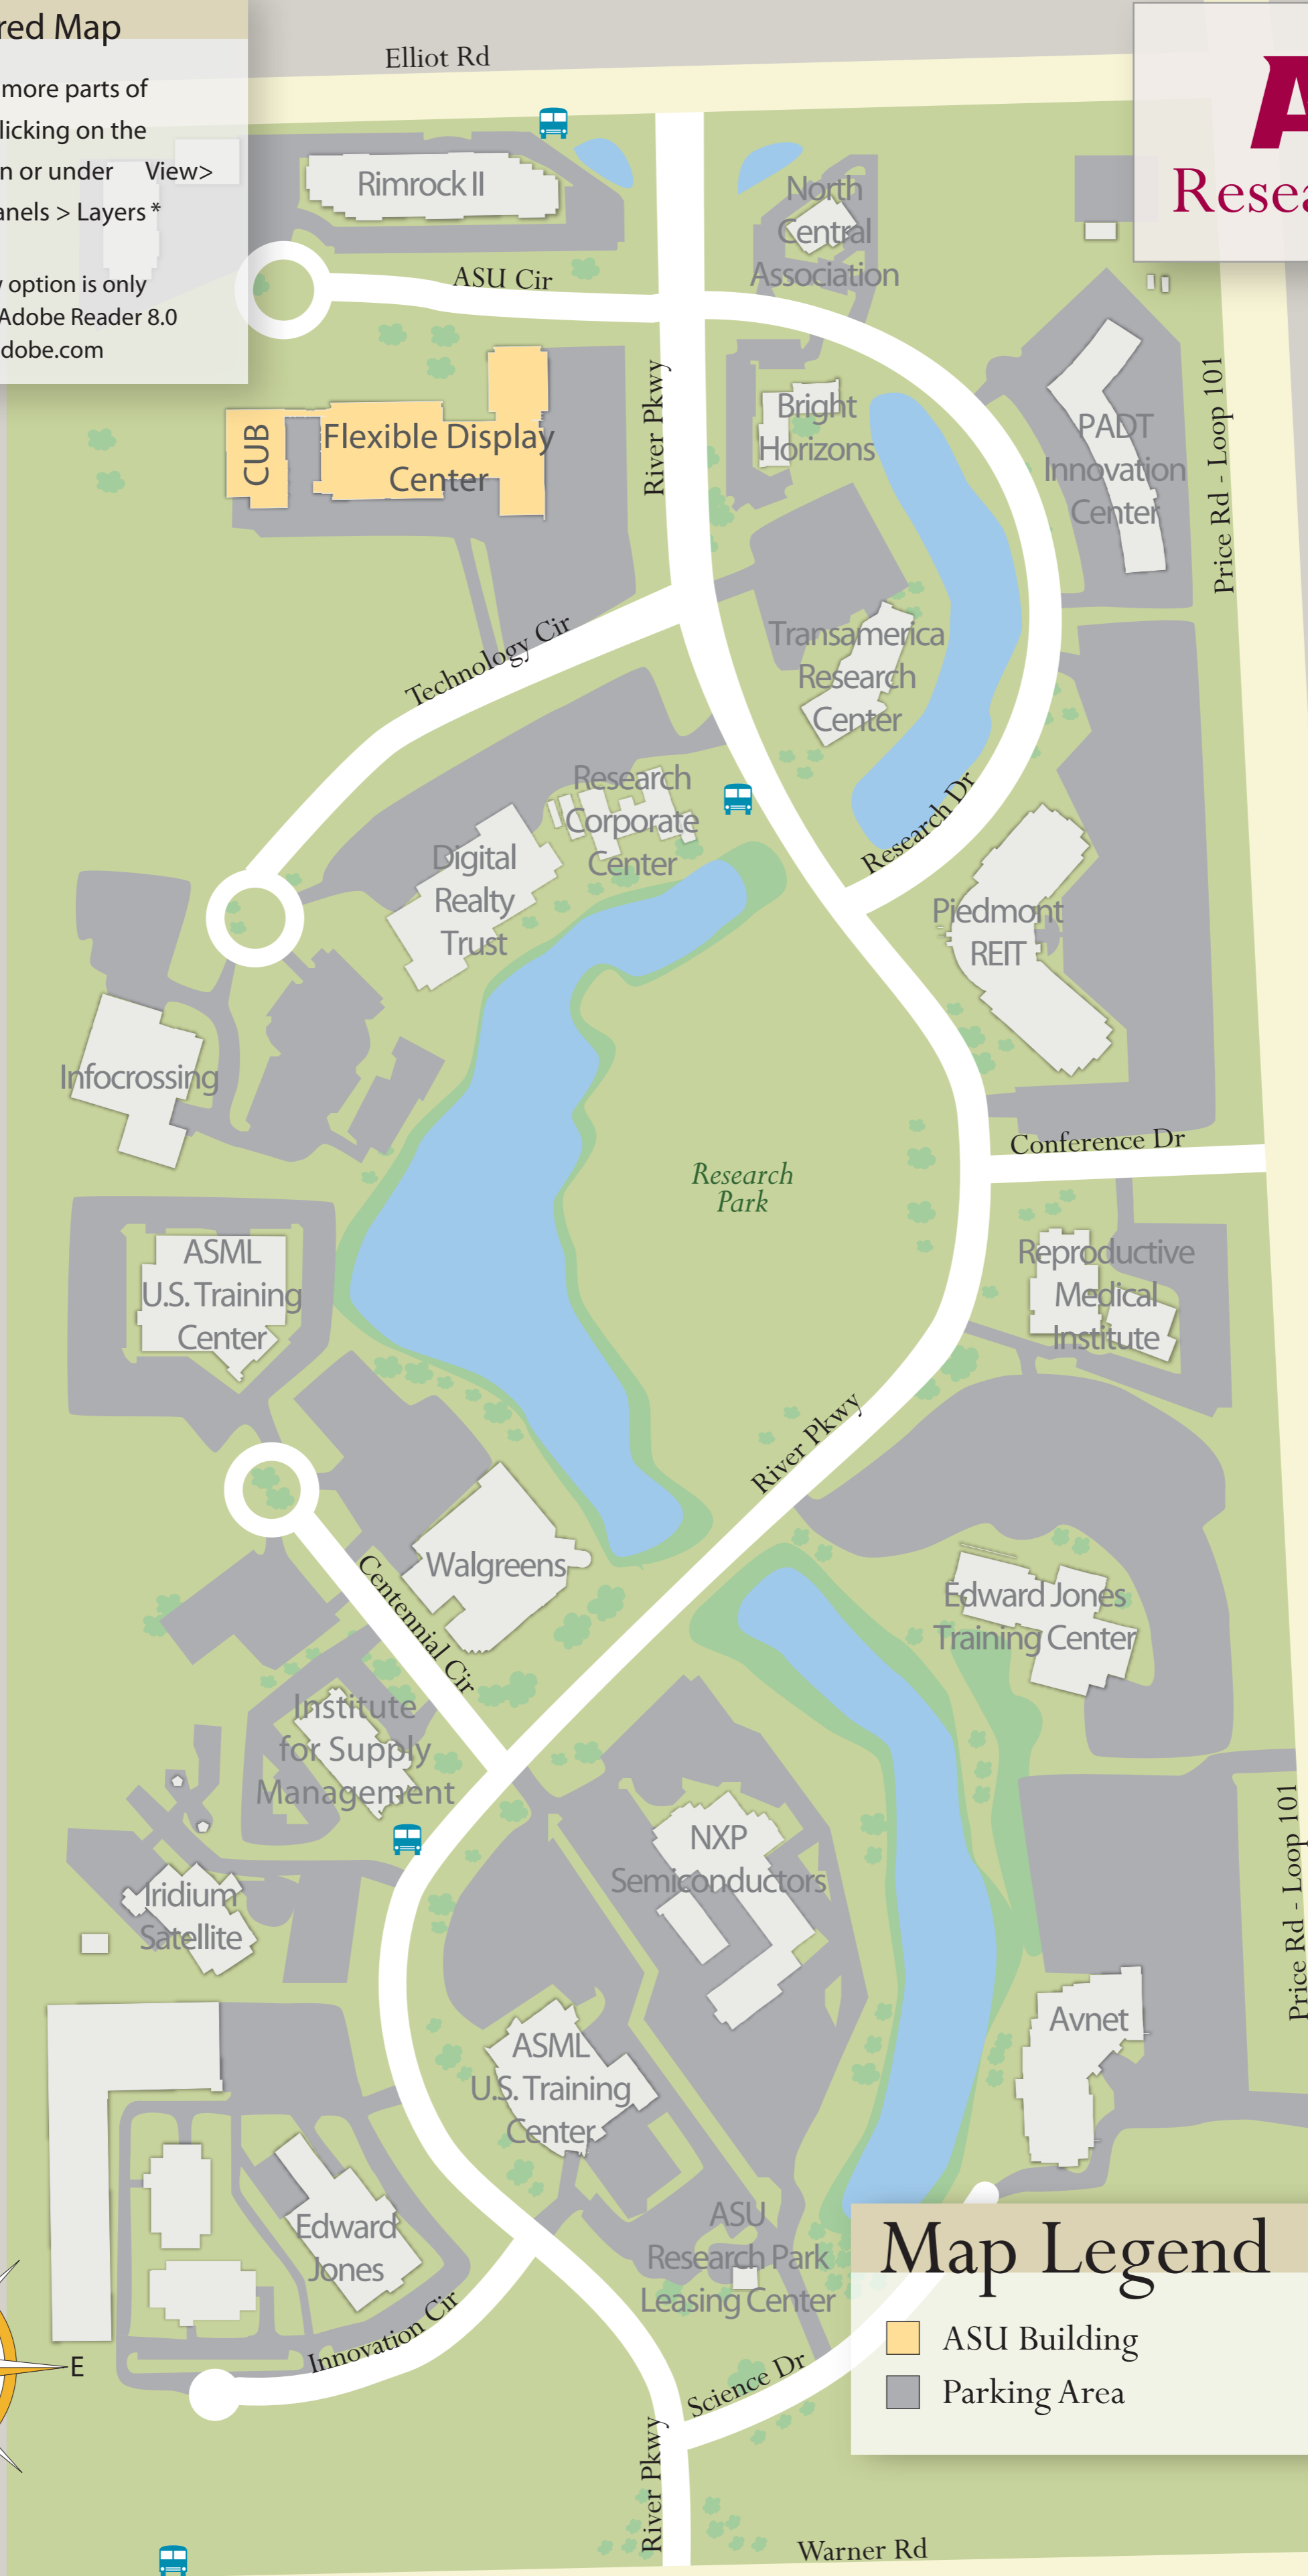 red Map
more parts of
licking on the
n or under View>
anels > Layers *
y option is only
Adobe Reader 8.0
dobe.com
Elliot Rd
A
Resea
Rimrock II
North
Central
Association
ASU Cir
River Pkwy
CUB
Flexible Display
Center
Bright
Horizons
PADT
Innovation
Center
Price Rd - Loop 101
Technology Cir
Transamerica
Research
Center
Research
Corporate
Center
Research Dr
Digital
Realty
Trust
Piedmont
REIT
Infocrossing
Conference Dr
Research
Park
ASML
U.S. Training
Center
Reproductive
Medical
Institute
River Pkwy
Walgreens
Centennial Cir
Edward Jones
Training Center
Institute
for Supply
Management
NXP
Semiconductors
Price Rd - Loop 101
Iridium
Satellite
Avnet
ASML
U.S. Training
Center
Edward
Jones
ASU
Research Park
Leasing Center
Innovation Cir
E
Science Dr
River Pkwy
Warner Rd
Map Legend
ASU Building
Parking Area